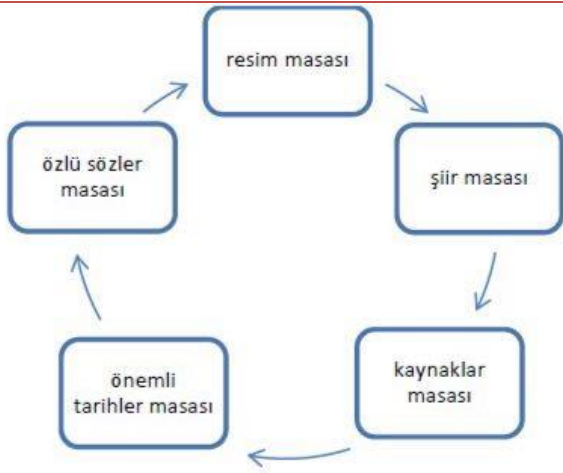 resim masası
şiir masası
kaynaklar
masası
önemli
tarihler masası
özlü sözler
masası